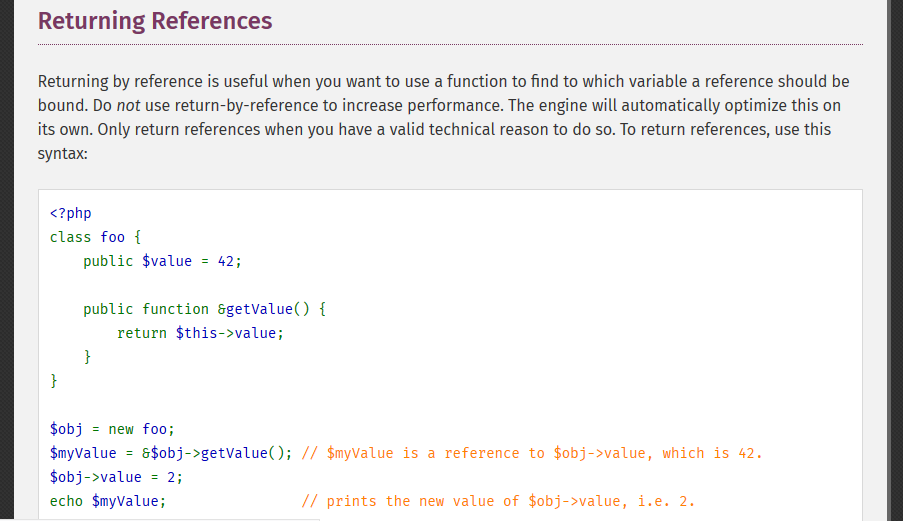 Returning References
Returning by reference is useful when you want to use a function to find to which variable a reference should be
bound. Do not use return-by-reference to increase performance. The engine will automatically optimize this on
its own. Only return references when you have a valid technical reason to do so. To return references, use this
syntax:
<?php
class foo {
    public $value = 42;

    public function &getValue() {
        return $this->value;
    }
}

$obj = new foo;
$myValue = &$obj->getValue(); // $myValue is a reference to $obj->value, which is 42.
$obj->value = 2;
echo $myValue;                // prints the new value of $obj->value, i.e. 2.